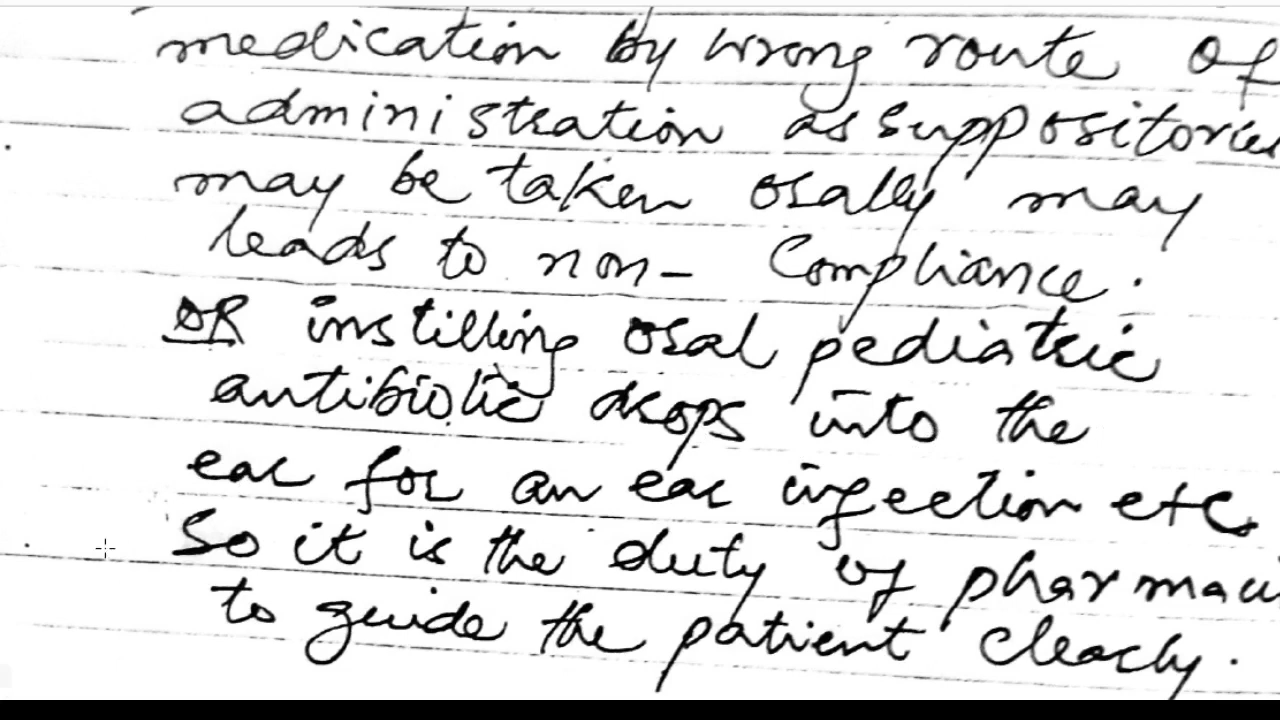 medication by wrong route of
administration as suppositories
may be taken orally may
leads to non- Compliance.
OR instilling oral pediatric
antibiotic drops into the
ear for an ear infection etc
So it is the duty of pharmaci
to guide the patient clearly.